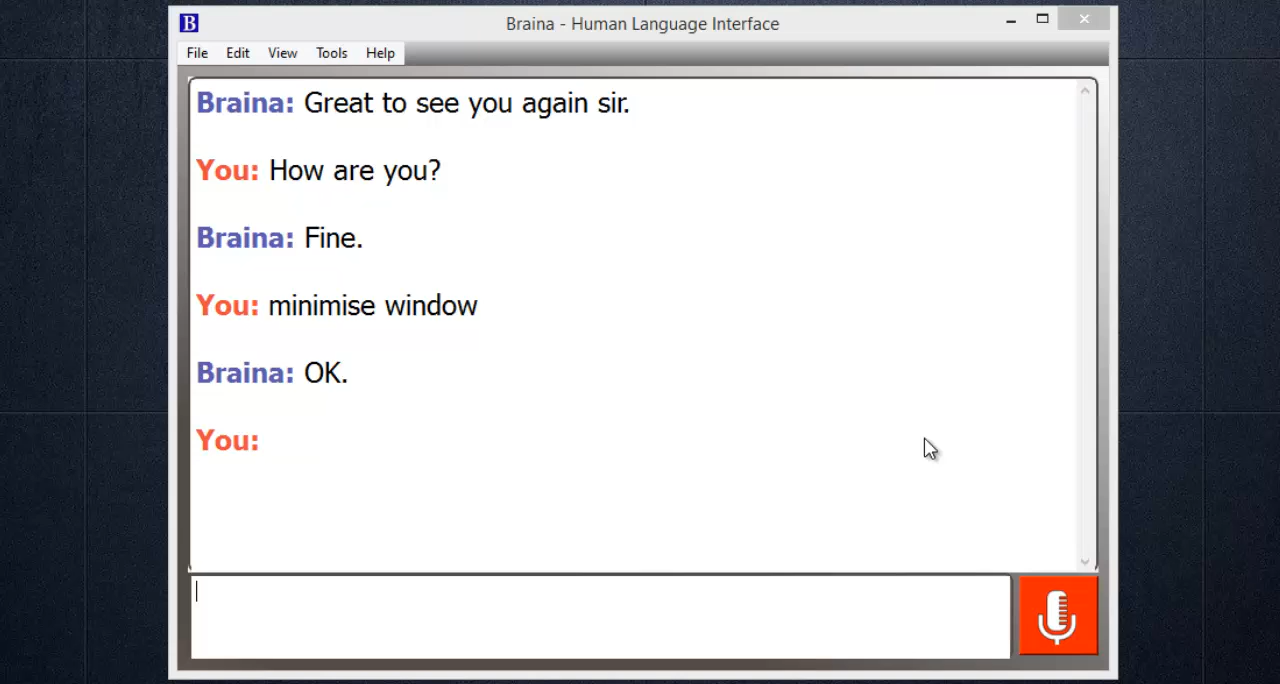 B Braina - Human Language Interface
File Edit View Tools Help
Braina: Great to see you again sir.
You: How are you?
Braina: Fine.
You: minimise window
Braina: OK.
You: